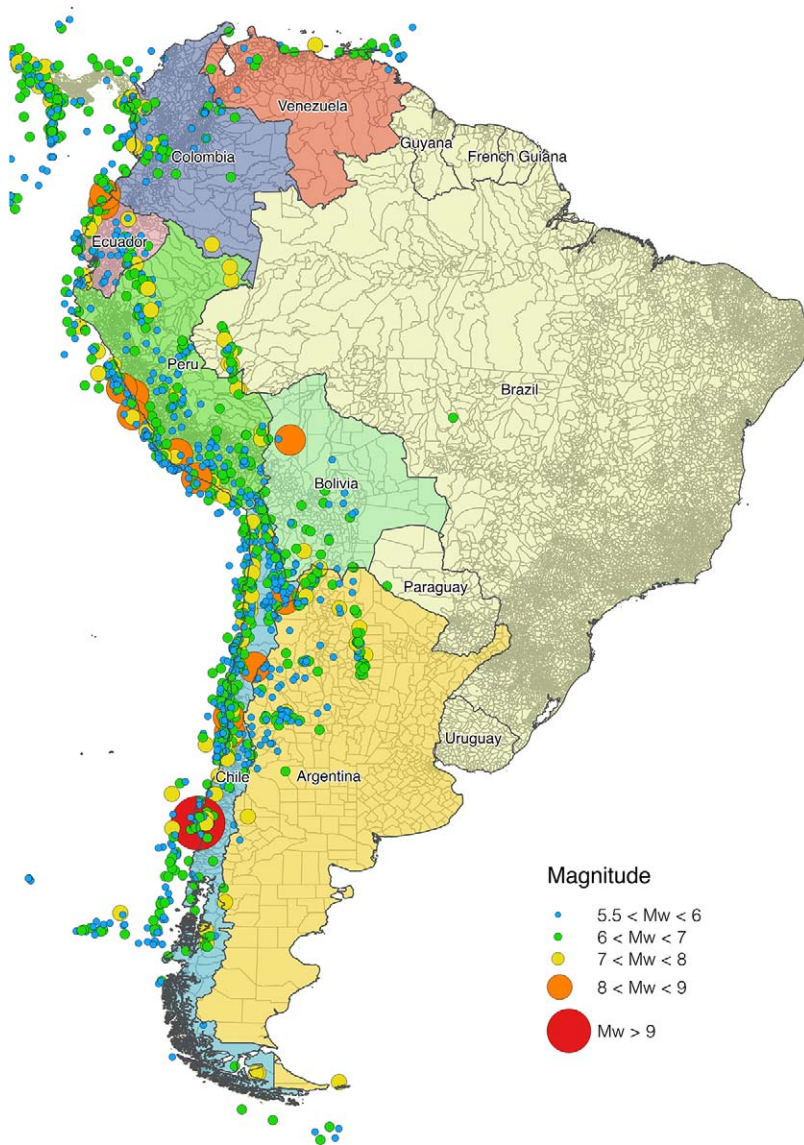 Venezuela
Guyana
French Guiana
Colombia
Ecuador
Peru
Brazil
Bolivia
Paraguay
Uruguay
Chile
Argentina
Magnitude
5.5 < Mw < 6
6 < Mw < 7
7 < Mw < 8
8 < Mw < 9
Mw > 9